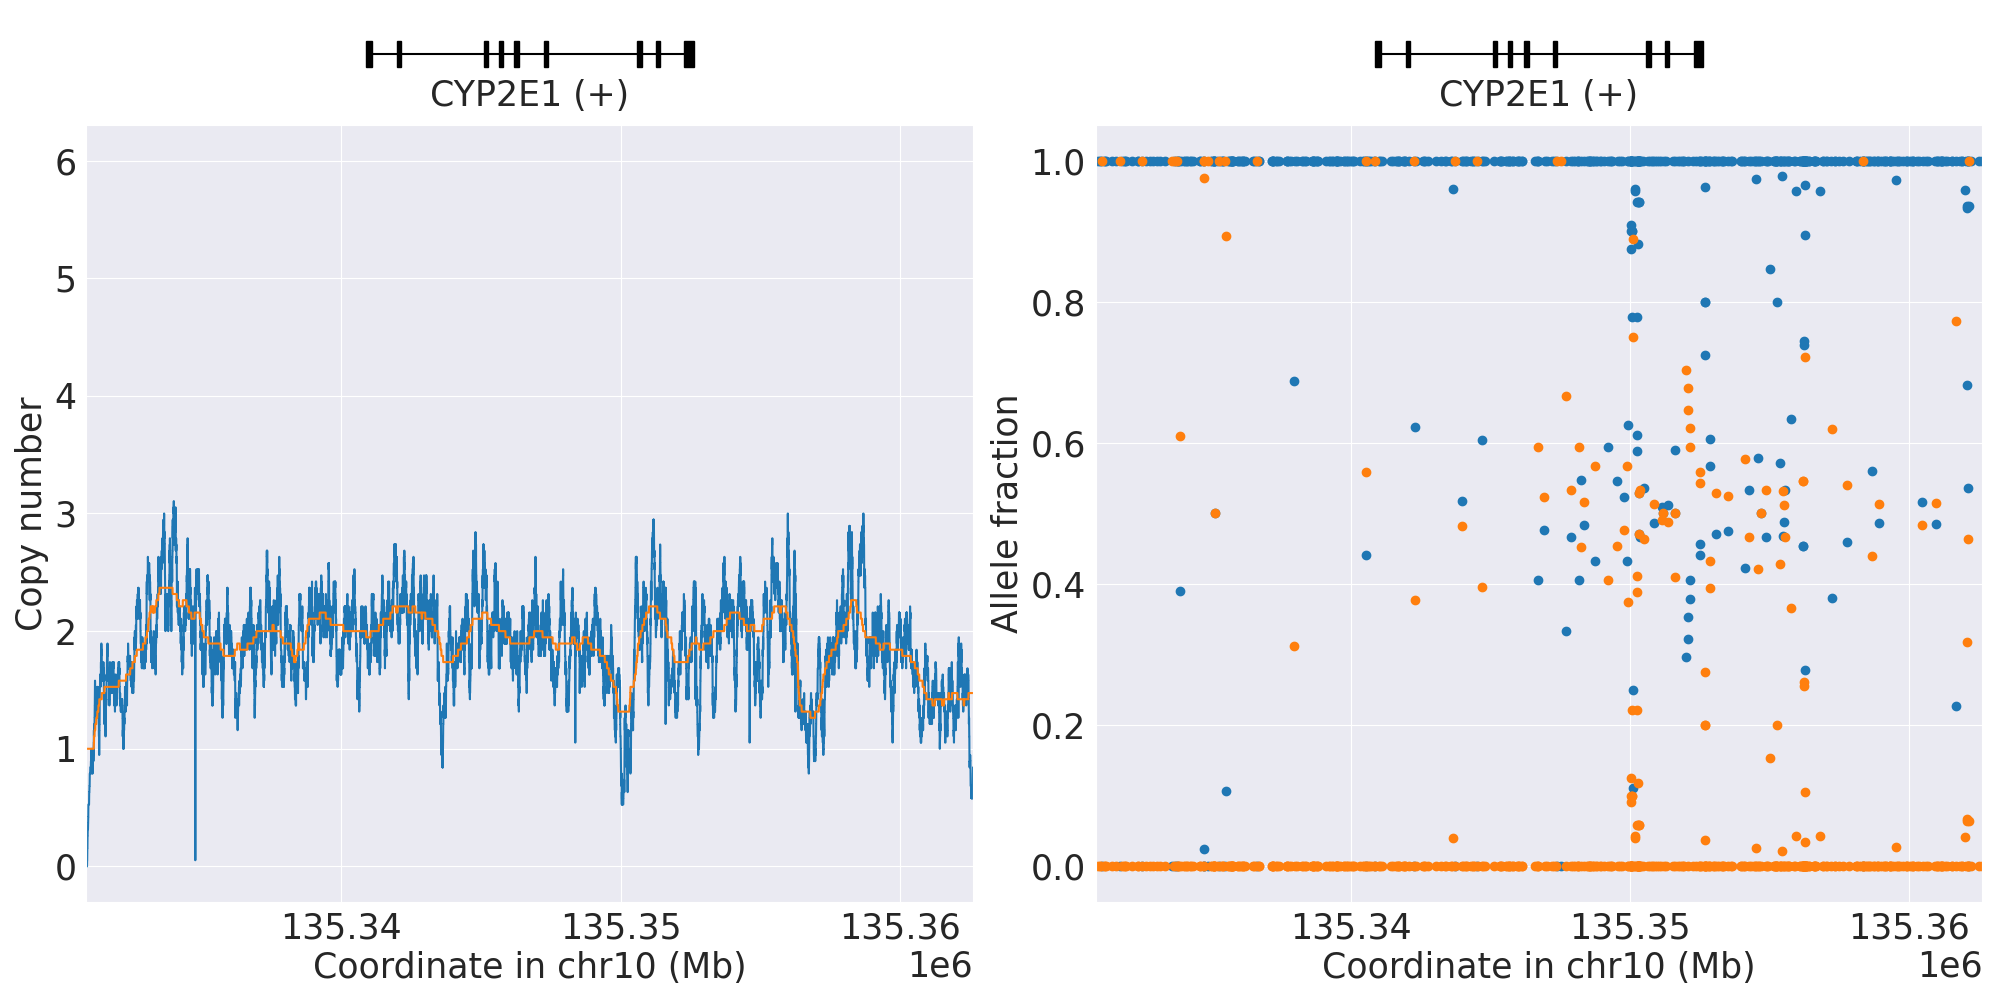 CYP2E1 (+)
6
5
4
3
2
1
0
Copy number
135.34
135.35
135.36
Coordinate in chr10 (Mb)
1e6
CYP2E1 (+)
1.0
0.8
0.6
0.4
0.2
0.0
Allele fraction
135.34
135.35
135.36
Coordinate in chr10 (Mb)
1e6